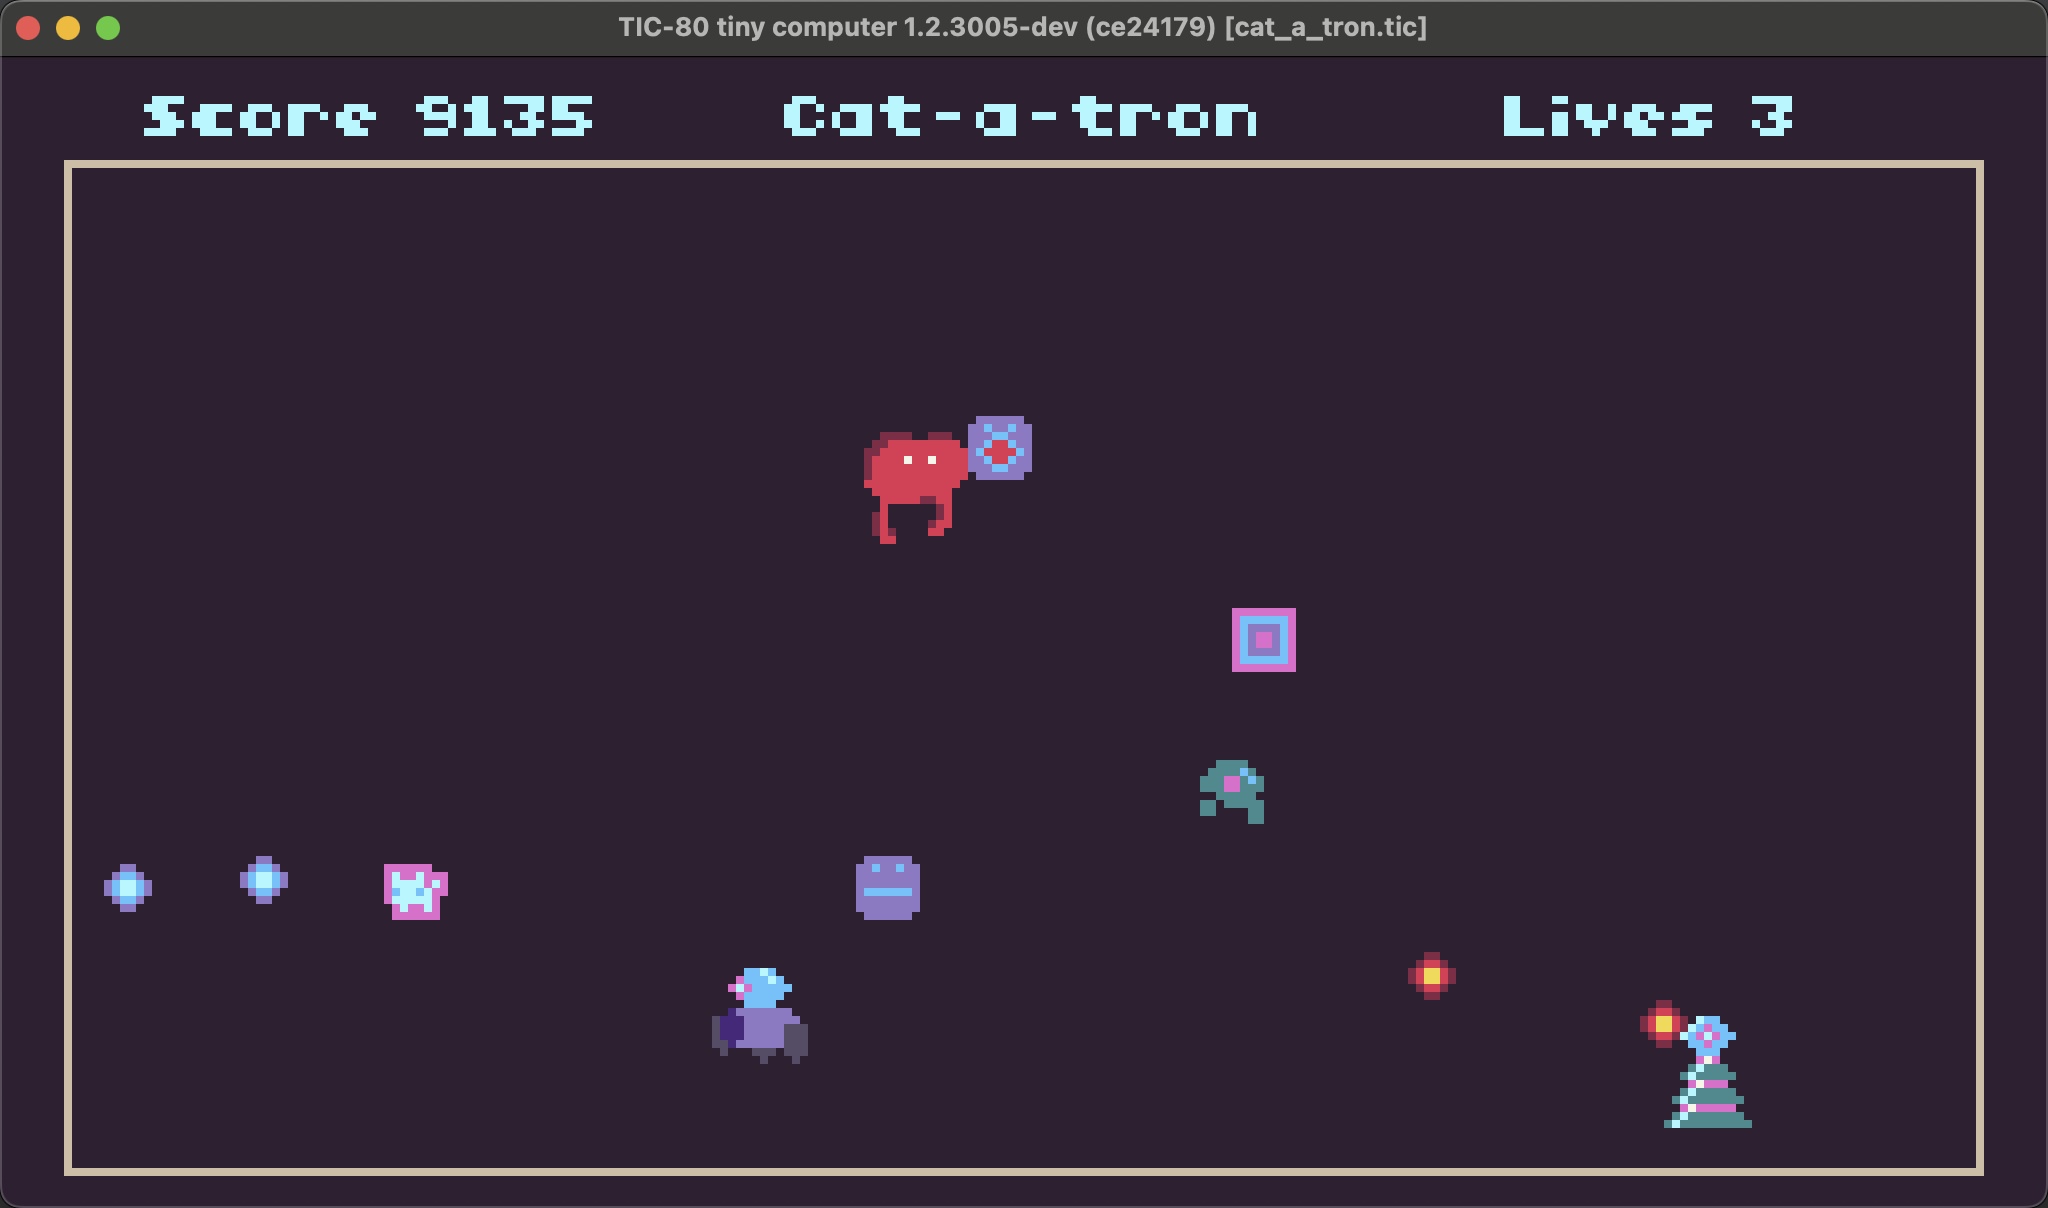 TIC-80 tiny computer 1.2.3005-dev (ce24179) [cat_a_tron.tic]
Score 9135 Cat-a-tron Lives 3